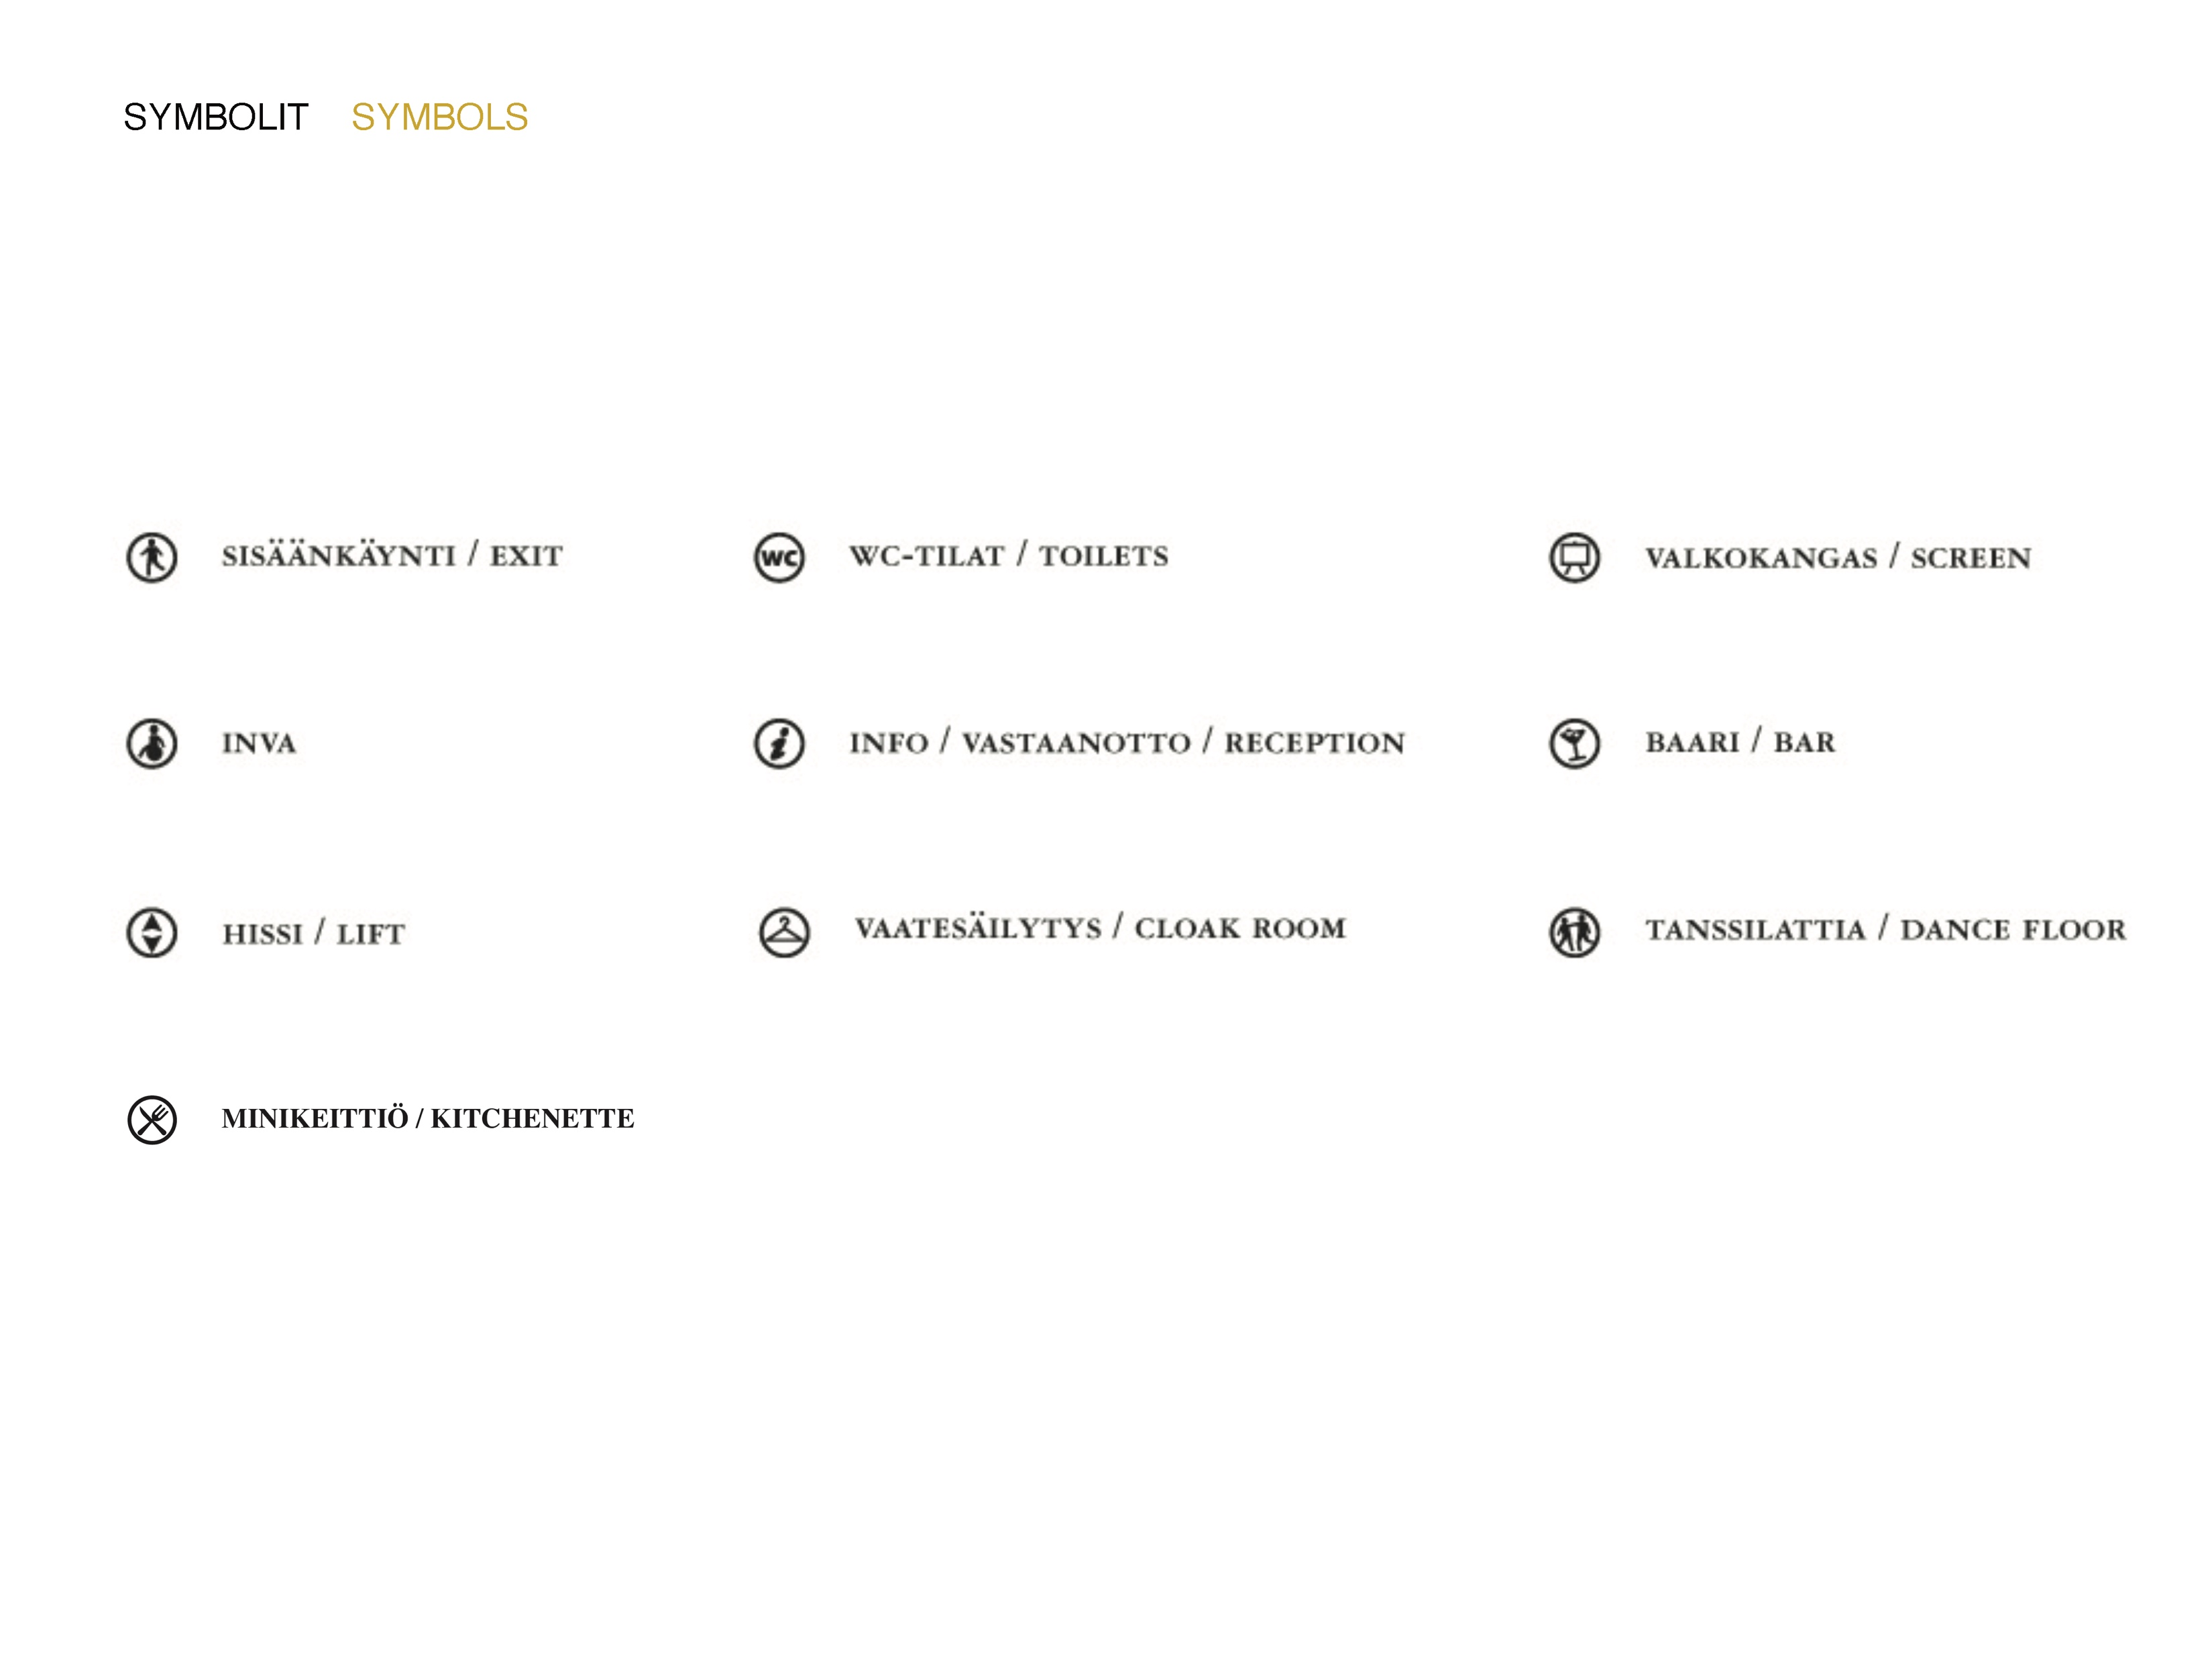 SYMBOLIT SYMBOLS
SISÄÄNKÄYNTI / EXIT
WC WC-TILAT / TOILETS
VALKOKANGAS / SCREEN
INVA
i INFO / VASTAANOTTO / RECEPTION
BAARI / BAR
HISSI / LIFT
VAATESÄILYTYS / CLOAK ROOM
TANSSILATTIA / DANCE FLOOR
MINIKEITTIÖ / KITCHENETTE